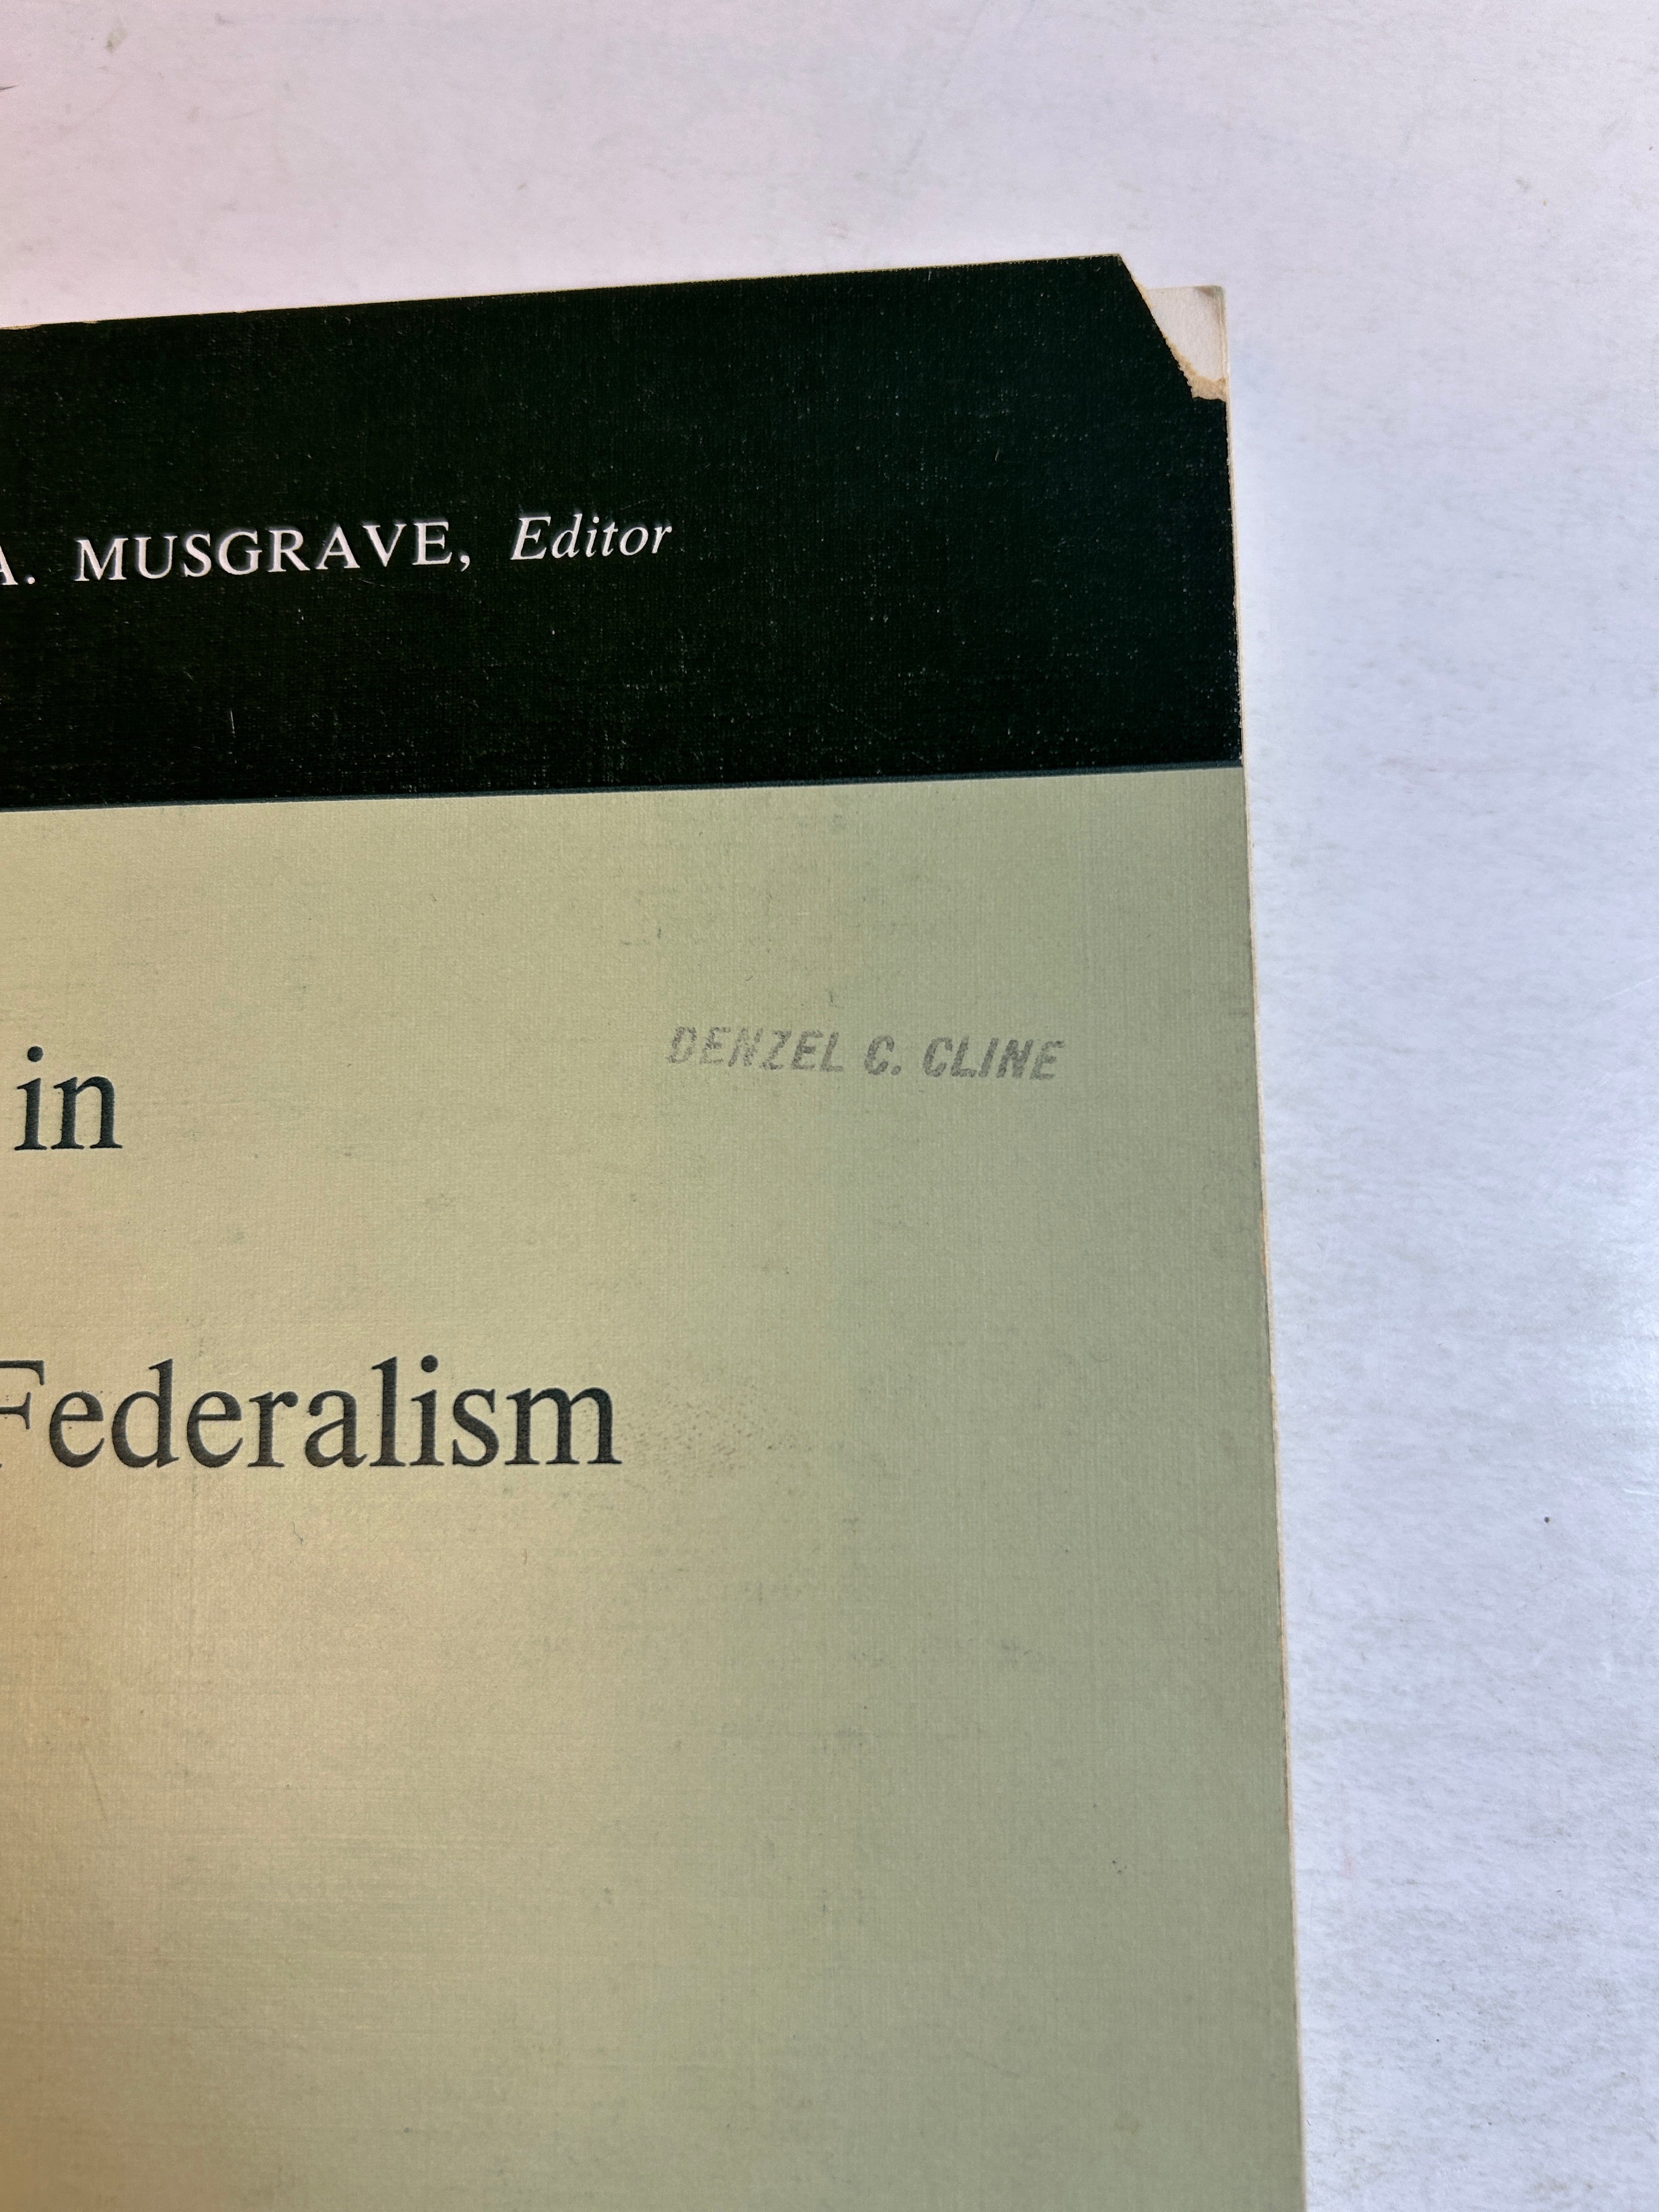 A. MUSGRAVE, Editor
in
DENZEL C. CLINE
Federalism